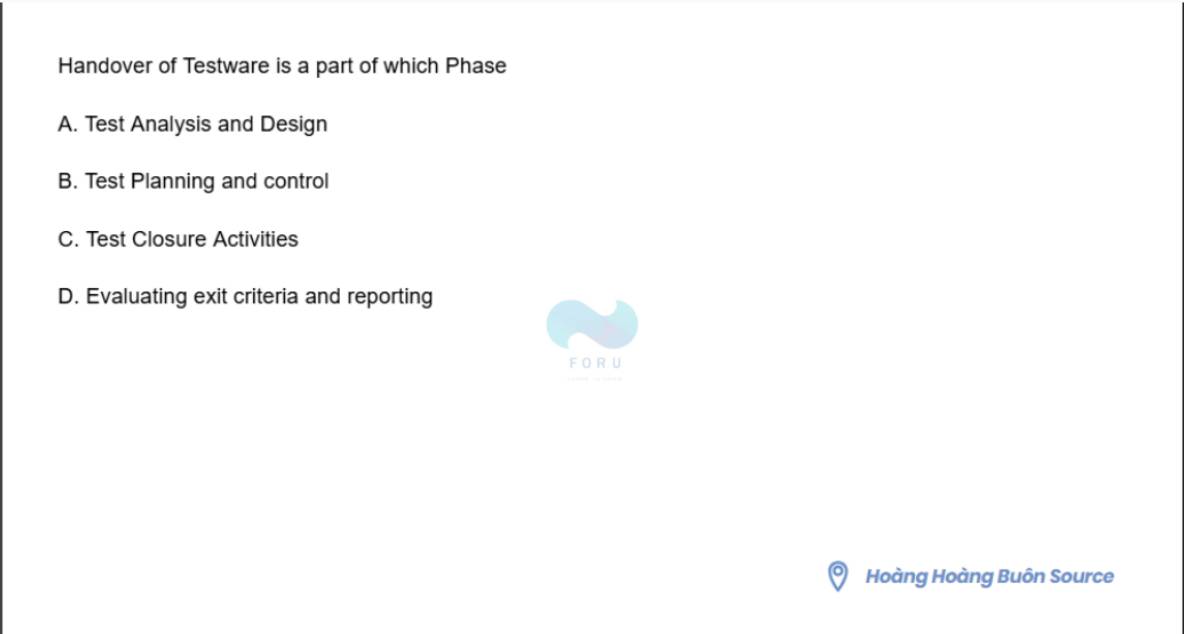 Handover of Testware is a part of which Phase
A. Test Analysis and Design
B. Test Planning and control
C. Test Closure Activities
D. Evaluating exit criteria and reporting
FORU
Hoàng Hoàng Buôn Source